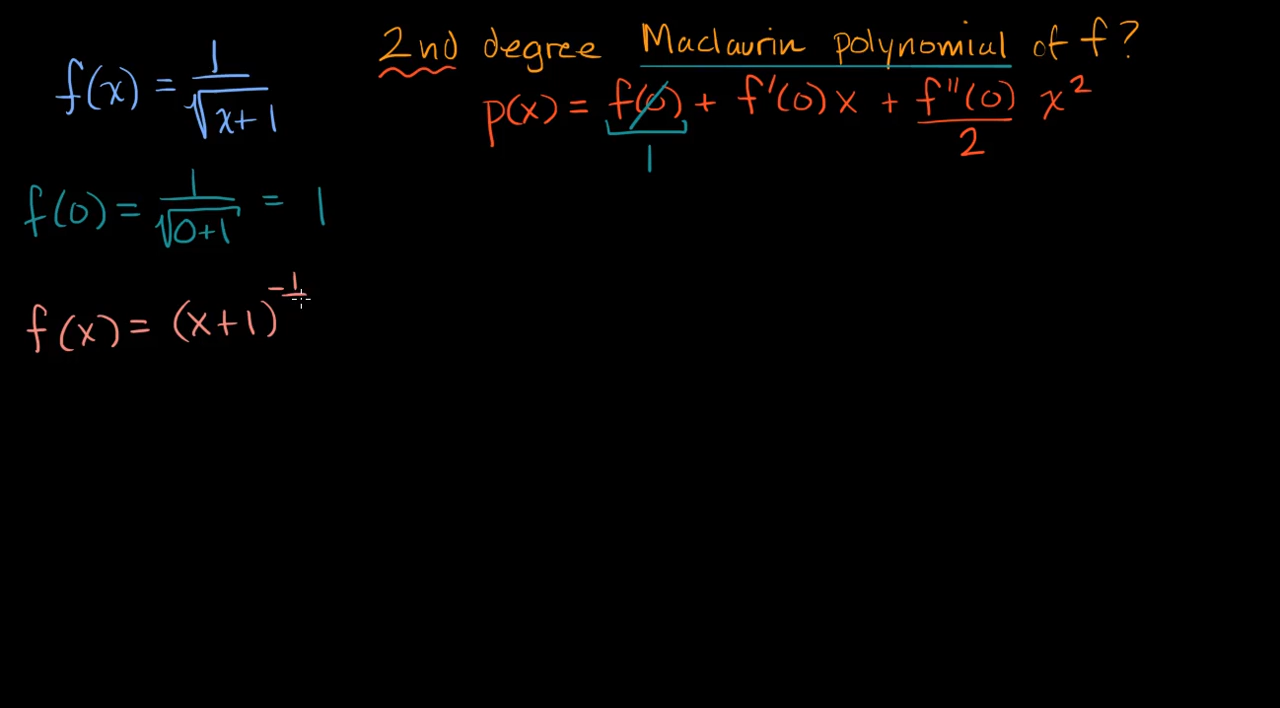 2nd degree Maclaurin polynomial of f?
f(x) = 1/√(x+1)
p(x) = f(0) + f'(0) x + f''(0)/2 x²
1
f(0) = 1/√(0+1) = 1
f(x) = (x+1)^-1/